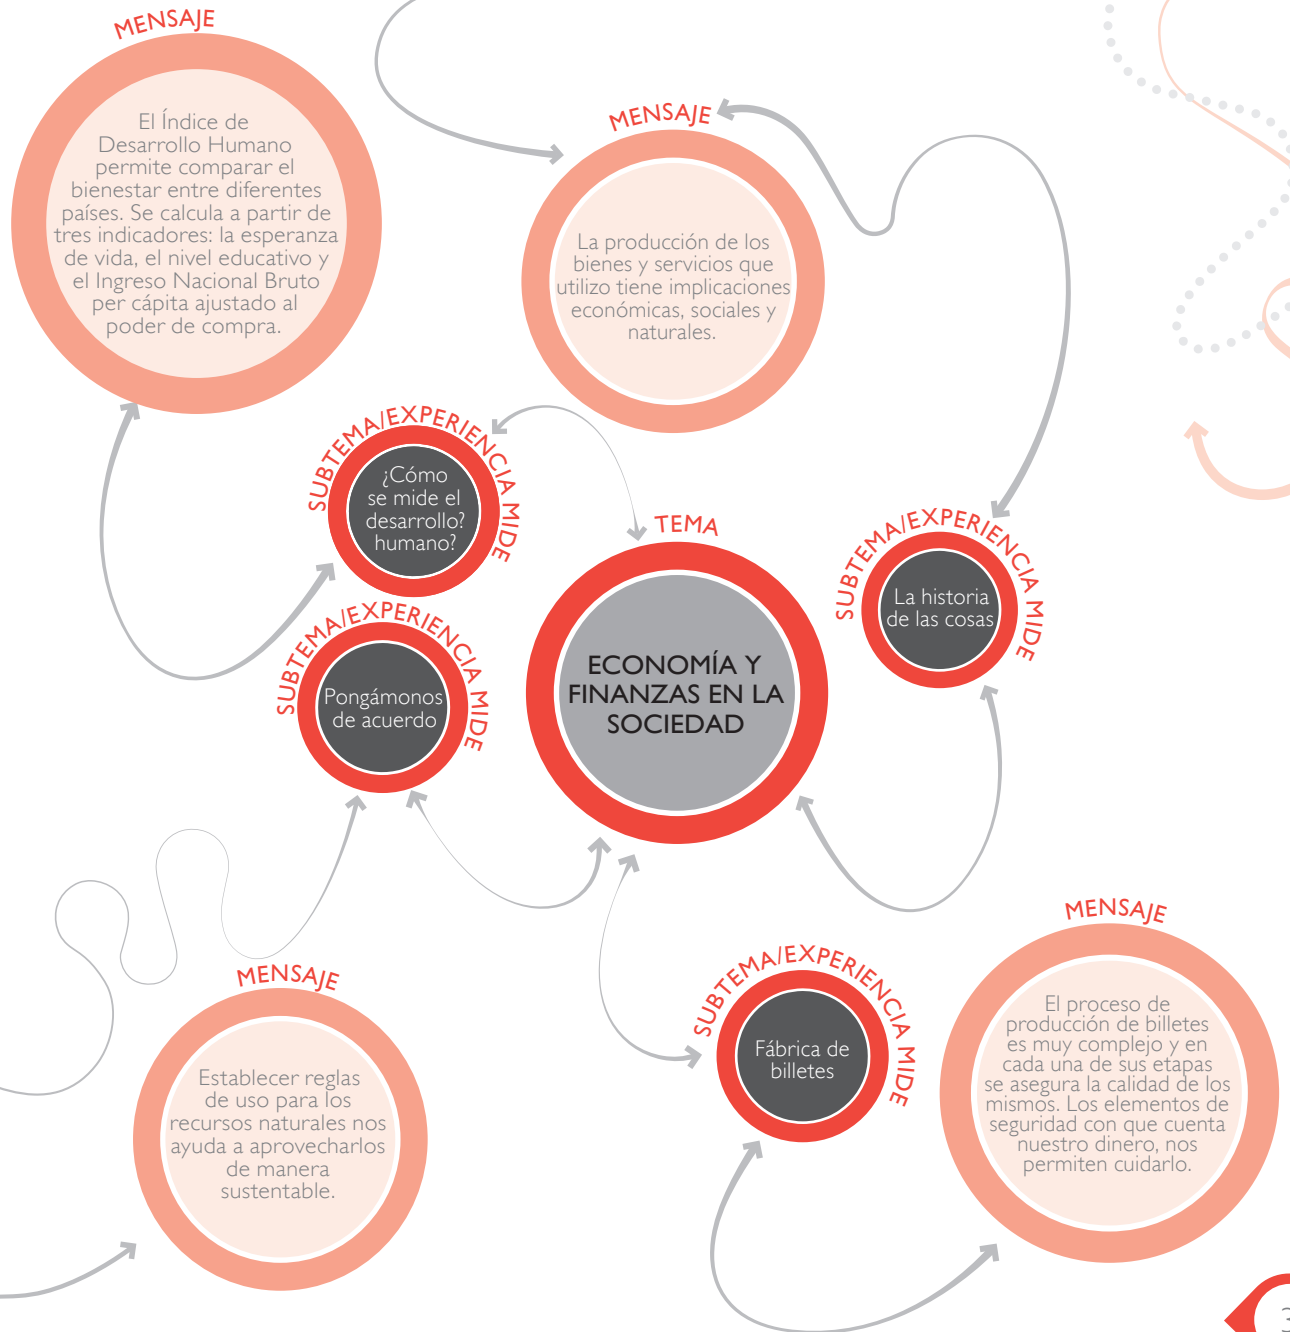 MENSAJE
El Índice de
Desarrollo Humano
permite comparar el
bienestar entre diferentes
países. Se calcula a partir de
tres indicadores: la esperanza
de vida, el nivel educativo y
el Ingreso Nacional Bruto
per cápita ajustado al
poder de compra.
MENSAJE
La producción de los
bienes y servicios que
utilizo tiene implicaciones
económicas, sociales y
naturales.
SUBTEMA/EXPERIENCIA MIDE
¿Cómo
se mide el
desarrollo?
humano?
TEMA
ECONOMÍA Y
FINANZAS EN LA
SOCIEDAD
SUBTEMA/EXPERIENCIA MIDE
La historia
de las cosas
SUBTEMA/EXPERIENCIA MIDE
Pongámonos
de acuerdo
MENSAJE
Establecer reglas
de uso para los
recursos naturales nos
ayuda a aprovecharlos
de manera
sustentable.
SUBTEMA/EXPERIENCIA MIDE
Fábrica de
billetes
MENSAJE
El proceso de
producción de billetes
es muy complejo y en
cada una de sus etapas
se asegura la calidad de los
mismos. Los elementos de
seguridad con que cuenta
nuestro dinero, nos
permiten cuidarlo.